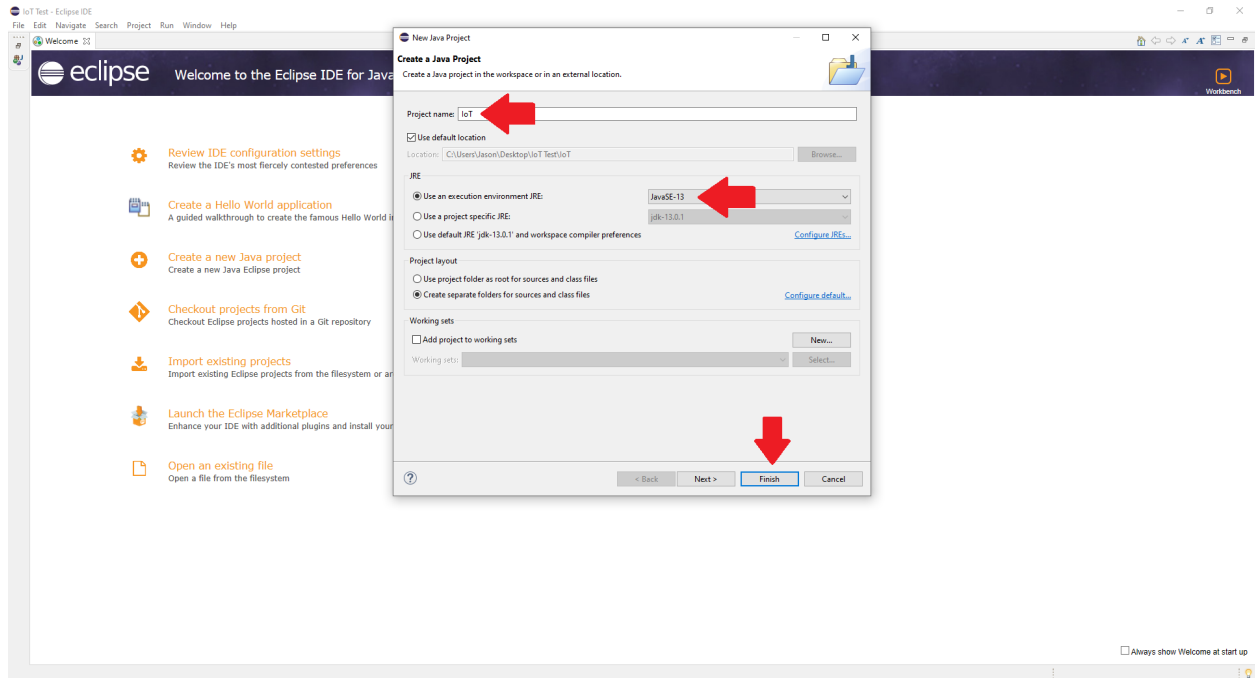 IoT Test - Eclipse IDE
File Edit Navigate Search Project Run Window Help
Welcome
eclipse
Welcome to the Eclipse IDE for Java
Workbench
Review IDE configuration settings
Review the IDE's most fiercely contested preferences
Create a Hello World application
A guided walkthrough to create the famous Hello World i
Create a new Java project
Create a new Java Eclipse project
Checkout projects from Git
Checkout Eclipse projects hosted in a Git repository
Import existing projects
Import existing Eclipse projects from the filesystem or ar
Launch the Eclipse Marketplace
Enhance your IDE with additional plugins and install your
Open an existing file
Open a file from the filesystem
New Java Project
Create a Java Project
Create a Java project in the workspace or in an external location.
Project name: IoT
Use default location
Location: C:\Users\Jason\Desktop\IoT Test\IoT Browse...
JRE
Use an execution environment JRE: JavaSE-13
Use a project specific JRE: jdk-13.0.1
Use default JRE 'jdk-13.0.1' and workspace compiler preferences Configure JREs...
Project layout
Use project folder as root for sources and class files
Create separate folders for sources and class files Configure default...
Working sets
Add project to working sets New...
Working sets: Select...
? < Back Next > Finish Cancel
Always show Welcome at start up